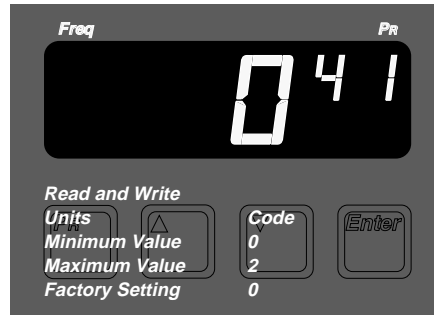 Freq PR
0 41
Read and Write
Units Code
Minimum Value 0
Maximum Value 2
Factory Setting 0
PR Enter